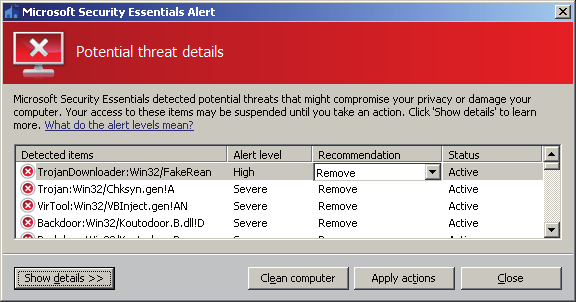 Microsoft Security Essentials Alert
Potential threat details
Microsoft Security Essentials detected potential threats that might compromise your privacy or damage your
computer. Your access to these items may be suspended until you take an action. Click 'Show details' to learn
more. What do the alert levels mean?
Detected items Alert level Recommendation Status
TrojanDownloader:Win32/FakeRean High Remove Active
Trojan:Win32/Chksyn.gen!A Severe Remove Active
VirTool:Win32/VBInject.gen!AN Severe Remove Active
Backdoor:Win32/Koutodoor.B.dll!D Severe Remove Active
Show details >> Clean computer Apply actions Close